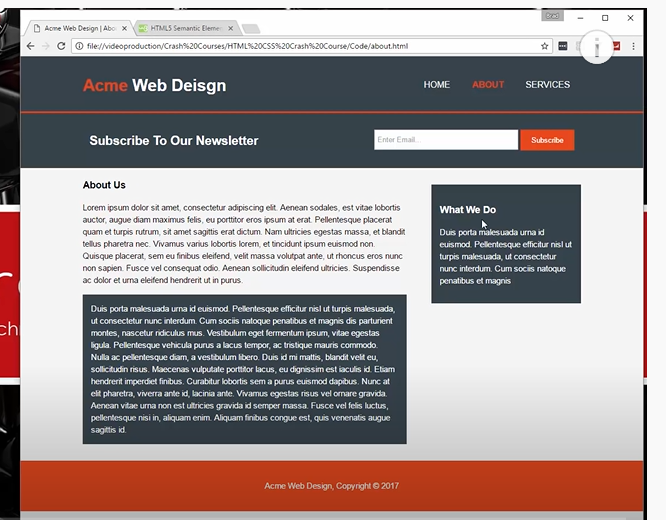 Brad
Acme Web Design | Abo
HTML5 Semantic Eleme
file://videoproduction/Crash%20Courses/HTML%20CSS%20Crash%20Course/Code/about.html
Acme Web Deisgn
HOME ABOUT SERVICES
Subscribe To Our Newsletter
Enter Email...
Subscribe
About Us
Lorem ipsum dolor sit amet, consectetur adipiscing elit. Aenean sodales, est vitae lobortis
auctor, augue diam maximus felis, eu porttitor eros ipsum at erat. Pellentesque placerat
quam et turpis rutrum, sit amet sagittis erat dictum. Nam ultricies egestas massa, et blandit
tellus pharetra nec. Vivamus varius lobortis lorem, et tincidunt ipsum euismod non.
Quisque placerat, sem eu finibus eleifend, velit massa volutpat ante, ut rhoncus eros nunc
non sapien. Fusce vel consequat odio. Aenean sollicitudin eleifend ultricies. Suspendisse
ac dolor et urna eleifend hendrerit ut in purus.
Duis porta malesuada urna id euismod. Pellentesque efficitur nisl ut turpis malesuada,
ut consectetur nunc interdum. Cum sociis natoque penatibus et magnis dis parturient
montes, nascetur ridiculus mus. Vestibulum eget fermentum ipsum, vitae egestas
ligula. Pellentesque vehicula purus a lacus tempor, ac tristique mauris commodo.
Nulla ac pellentesque diam, a vestibulum libero. Duis id mi mattis, blandit velit eu,
sollicitudin risus. Maecenas vulputate porttitor lacus, eu dignissim est iaculis id. Etiam
hendrerit imperdiet finibus. Curabitur lobortis sem a purus euismod dapibus. Nunc at
elit pharetra, viverra ante id, lacinia ante. Vivamus egestas risus vel ornare gravida.
Aenean vitae urna non est ultricies gravida id semper massa. Fusce vel felis luctus,
pellentesque nisi in, aliquam enim. Aliquam finibus congue est, quis venenatis augue
sagittis id.
What We Do
Duis porta malesuada urna id
euismod. Pellentesque efficitur nisl ut
turpis malesuada, ut consectetur
nunc interdum. Cum sociis natoque
penatibus et magnis
Acme Web Design, Copyright © 2017